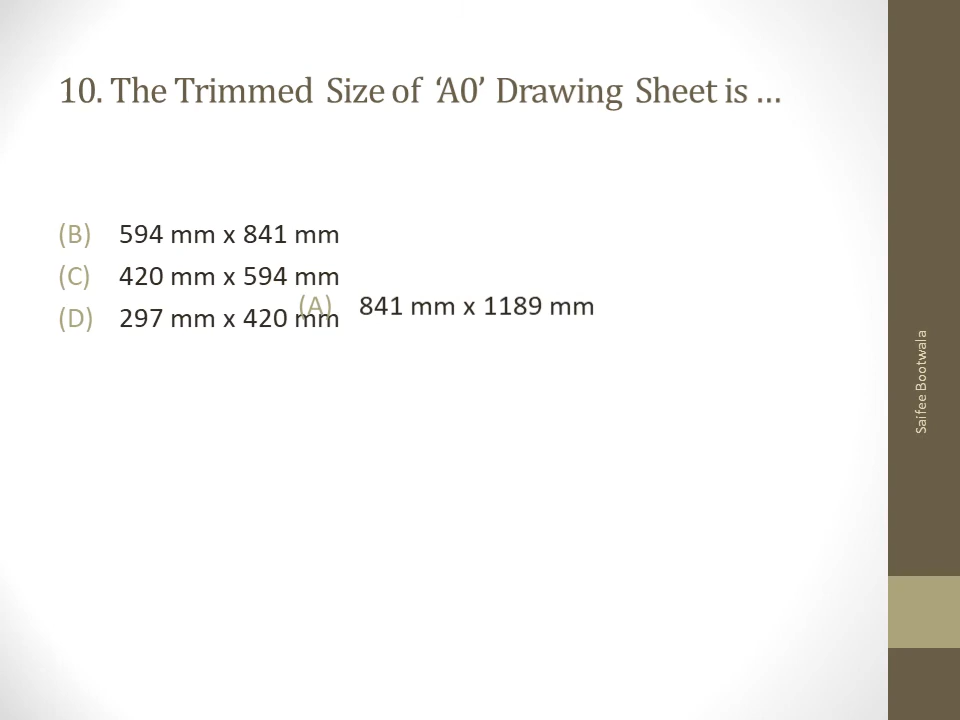 10. The Trimmed Size of ‘A0’ Drawing Sheet is …
(B) 594 mm x 841 mm
(C) 420 mm x 594 mm
(A) 841 mm x 1189 mm
(D) 297 mm x 420 mm
Saifee Bootwala